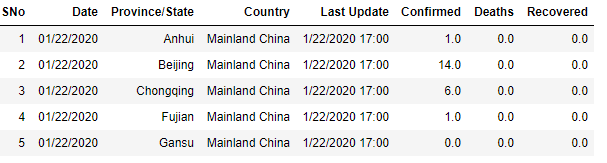 SNo Date Province/State Country Last Update Confirmed Deaths Recovered
1 01/22/2020 Anhui Mainland China 1/22/2020 17:00 1.0 0.0 0.0
2 01/22/2020 Beijing Mainland China 1/22/2020 17:00 14.0 0.0 0.0
3 01/22/2020 Chongqing Mainland China 1/22/2020 17:00 6.0 0.0 0.0
4 01/22/2020 Fujian Mainland China 1/22/2020 17:00 1.0 0.0 0.0
5 01/22/2020 Gansu Mainland China 1/22/2020 17:00 0.0 0.0 0.0